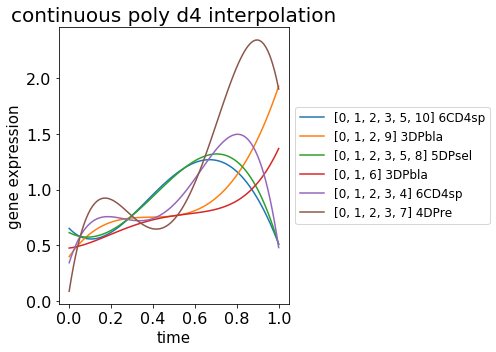 continuous poly d4 interpolation
gene expression
2.0
1.5
1.0
0.5
0.0
0.0 0.2 0.4 0.6 0.8 1.0
time
[0, 1, 2, 3, 5, 10] 6CD4sp
[0, 1, 2, 9] 3DPbla
[0, 1, 2, 3, 5, 8] 5DPsel
[0, 1, 6] 3DPbla
[0, 1, 2, 3, 4] 6CD4sp
[0, 1, 2, 3, 7] 4DPre